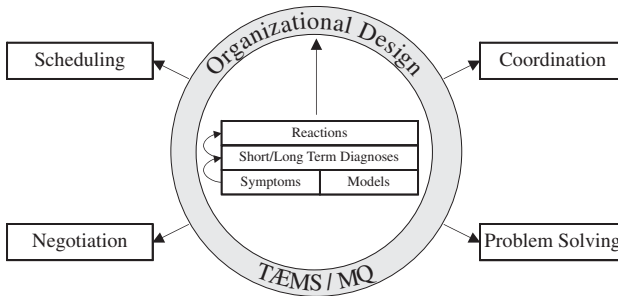 Organizational Design
Scheduling
Coordination
Reactions
Short/Long Term Diagnoses
Symptoms
Models
Negotiation
Problem Solving
TÆMS / MQ